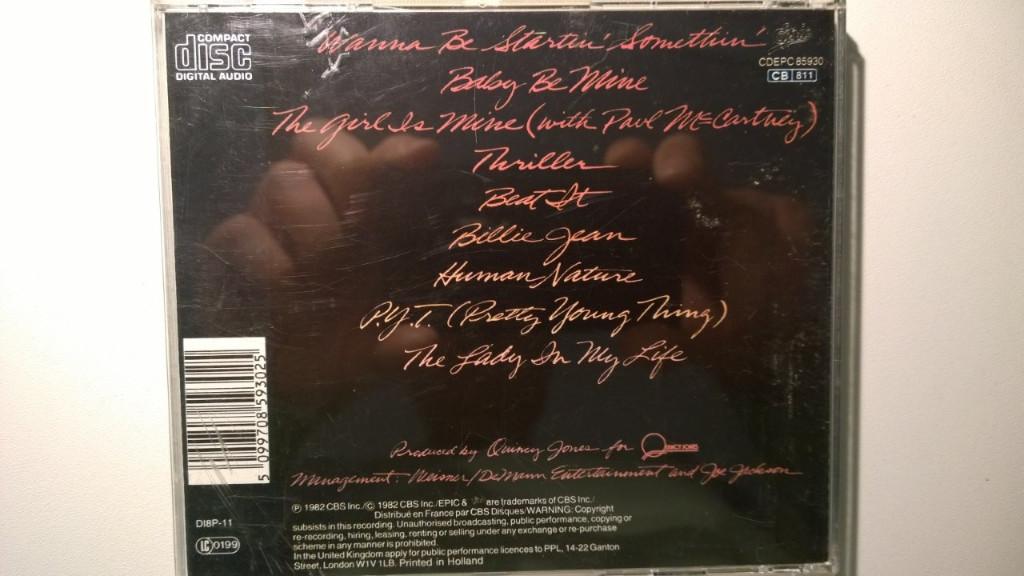 COMPACT
disc
DIGITAL AUDIO
Wanna Be Startin' Somethin'
Baby Be Mine
The Girl Is Mine (with Paul McCartney)
Thriller
Beat It
Billie Jean
Human Nature
P.Y.T. (Pretty Young Thing)
The Lady In My Life
CDEPC 85930
CB 811
5 099708 593025
Produced by Quincy Jones for
Management: Weisner/DeMann Entertainment and Joe Jackson
℗ 1982 CBS Inc./© 1982 CBS Inc./EPIC & are trademarks of CBS Inc./
Distribué en France par CBS Disques/WARNING: Copyright
subsists in this recording. Unauthorised broadcasting, public performance, copying or
re-recording, hiring, leasing, renting or selling under any exchange or re-purchase
scheme in any manner is prohibited.
In the United Kingdom apply for public performance licences to PPL, 14-22 Ganton
Street, London W1V 1LB. Printed in Holland
DI8P-11
0199